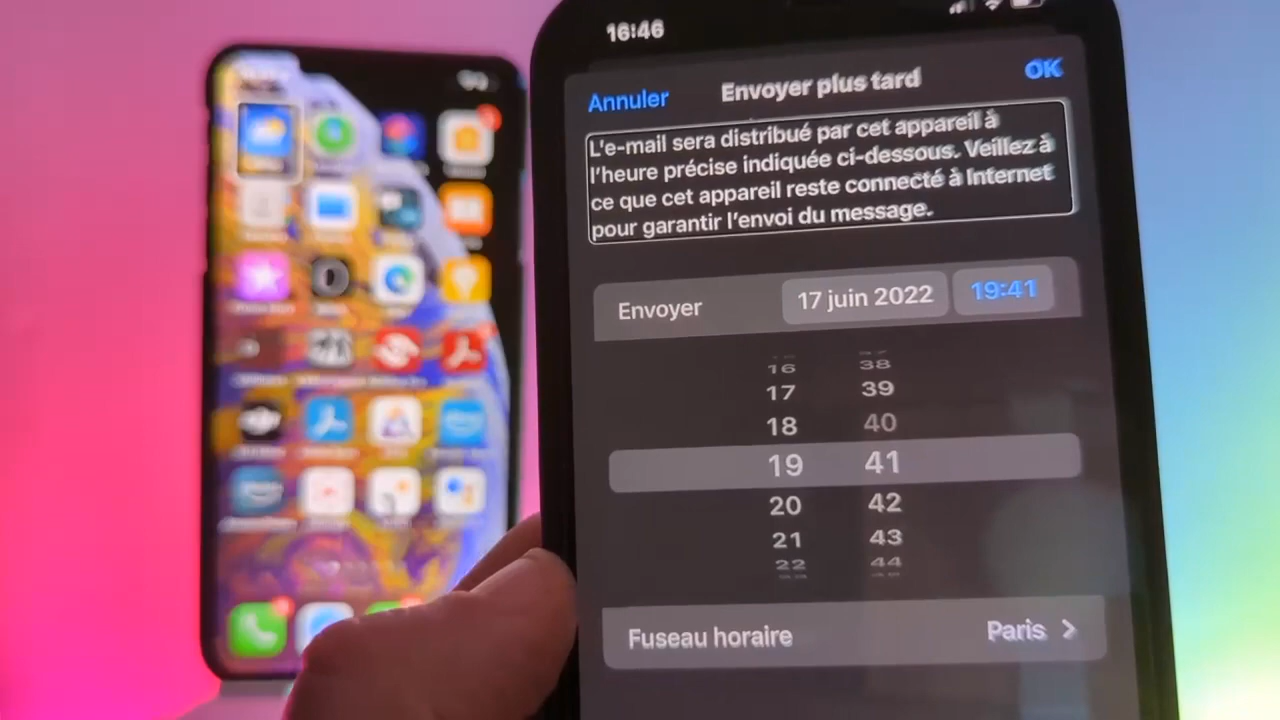 16:46
Annuler Envoyer plus tard OK
L'e-mail sera distribué par cet appareil à
l'heure précise indiquée ci-dessous. Veillez à
ce que cet appareil reste connecté à Internet
pour garantir l'envoi du message.
Envoyer 17 juin 2022 19:41
16 38
17 39
18 40
19 41
20 42
21 43
22 44
Fuseau horaire Paris